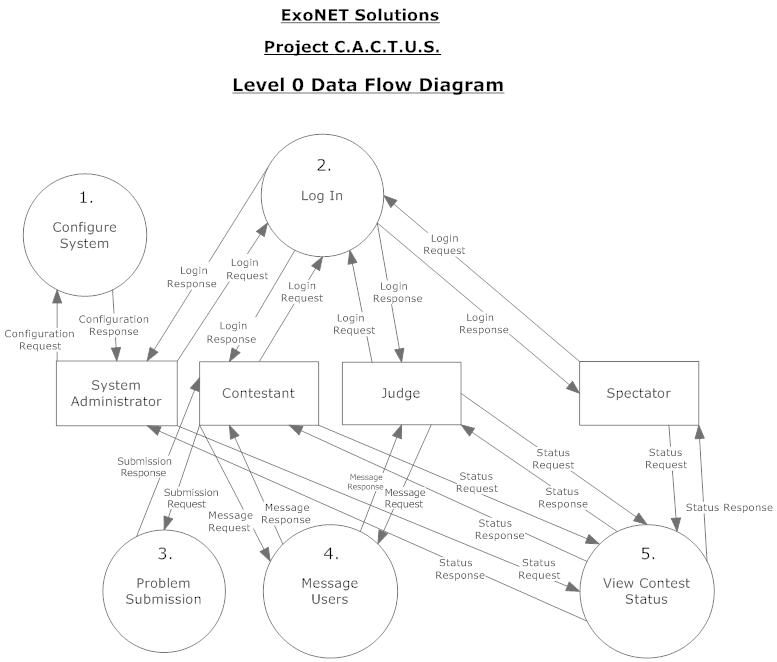 ExoNET Solutions
Project C.A.C.T.U.S.
Level 0 Data Flow Diagram
2.
Log In
1.
Configure
System
Login
Request
Login
Response
Login
Request
Login
Request
Login
Response
Configuration
Response
Configuration
Request
Login
Response
Login
Request
Login
Response
System
Administrator
Contestant
Judge
Spectator
Submission
Response
Submission
Request
Message
Request
Message
Response
Message
Response
Message
Request
Status
Request
Status
Request
Status
Response
Status
Request
Status Response
Status
Response
Status
Response
Status
Request
3.
Problem
Submission
4.
Message
Users
5.
View Contest
Status